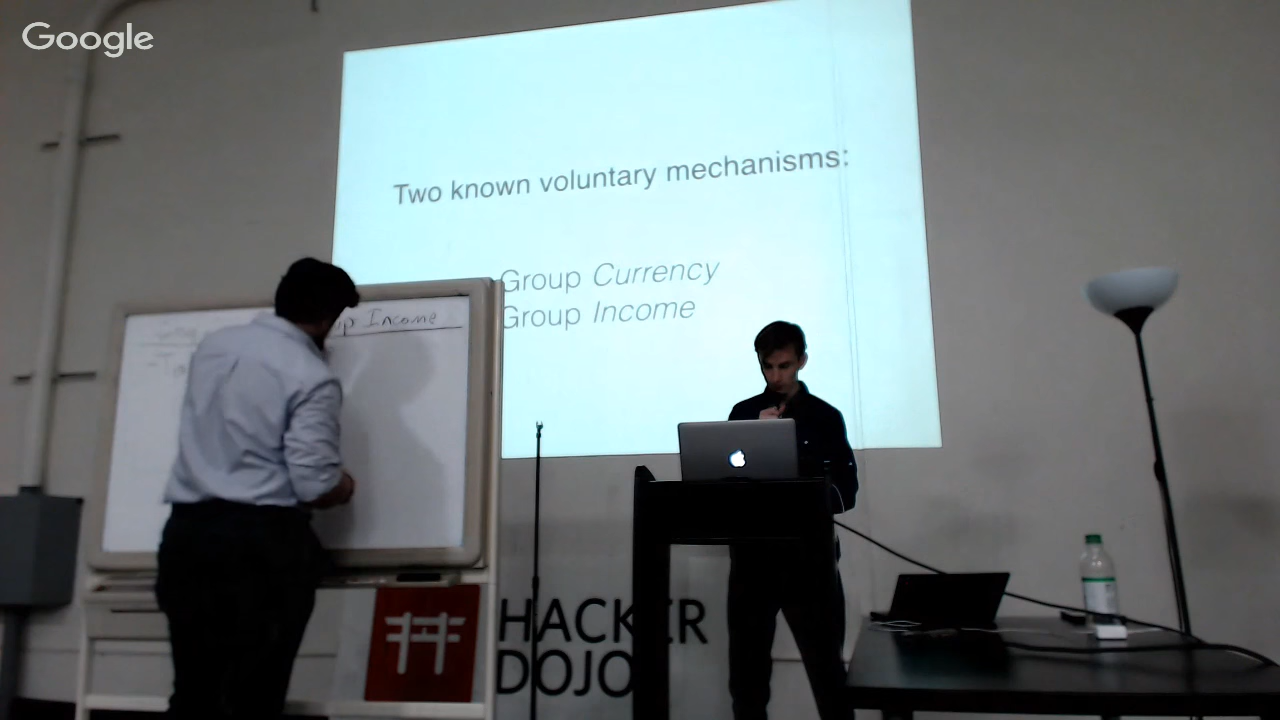 Google
Two known voluntary mechanisms:
Group Currency
Group Income
Income
HACKER
DOJO